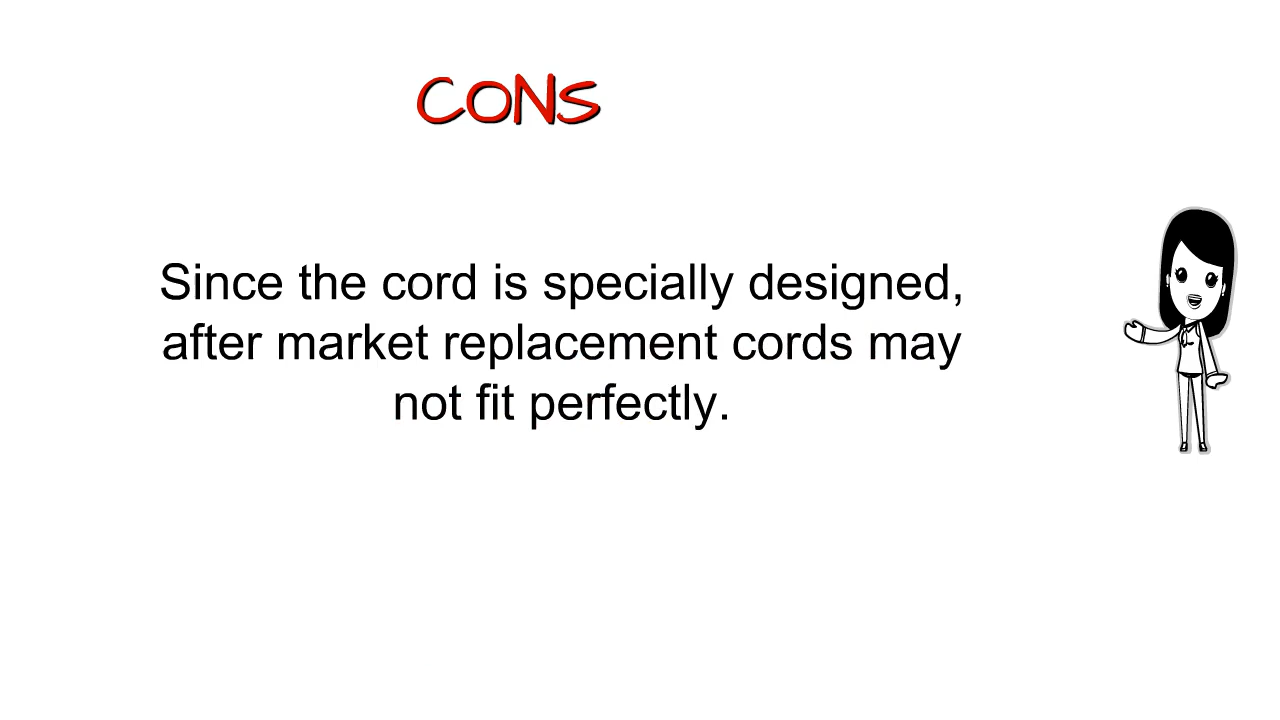 CONS
Since the cord is specially designed,
after market replacement cords may
not fit perfectly.